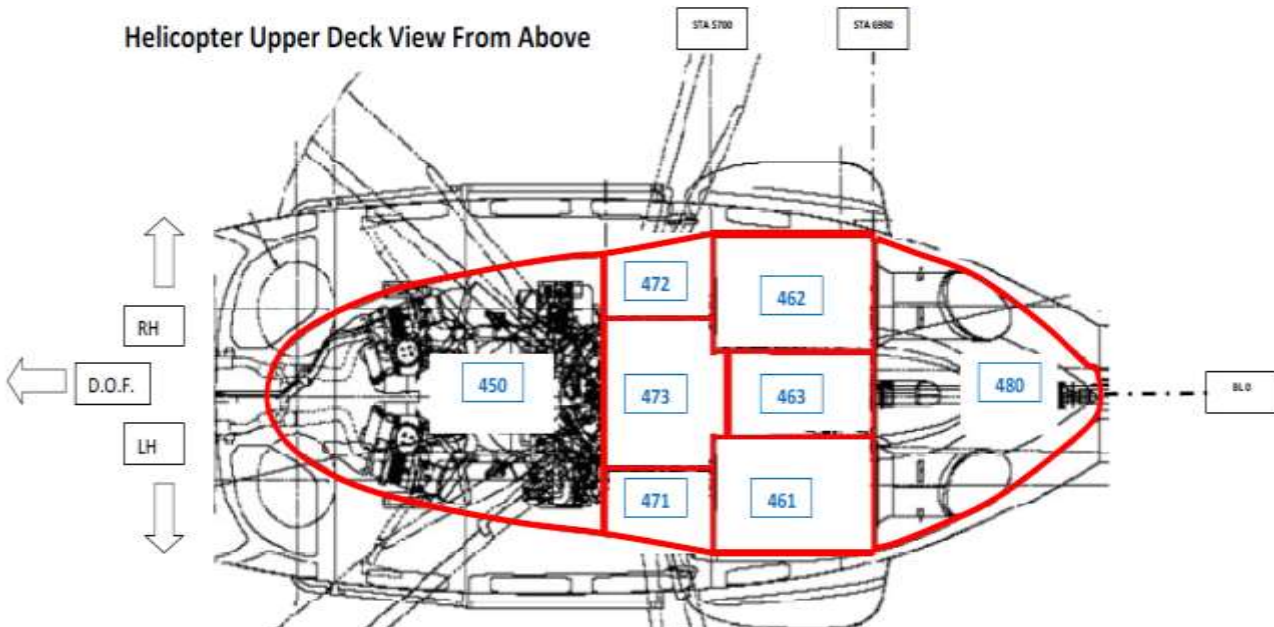 Helicopter Upper Deck View From Above
STA 5700
STA 6980
RH
D.O.F.
LH
472
462
450
473
463
480
BL 0
471
461